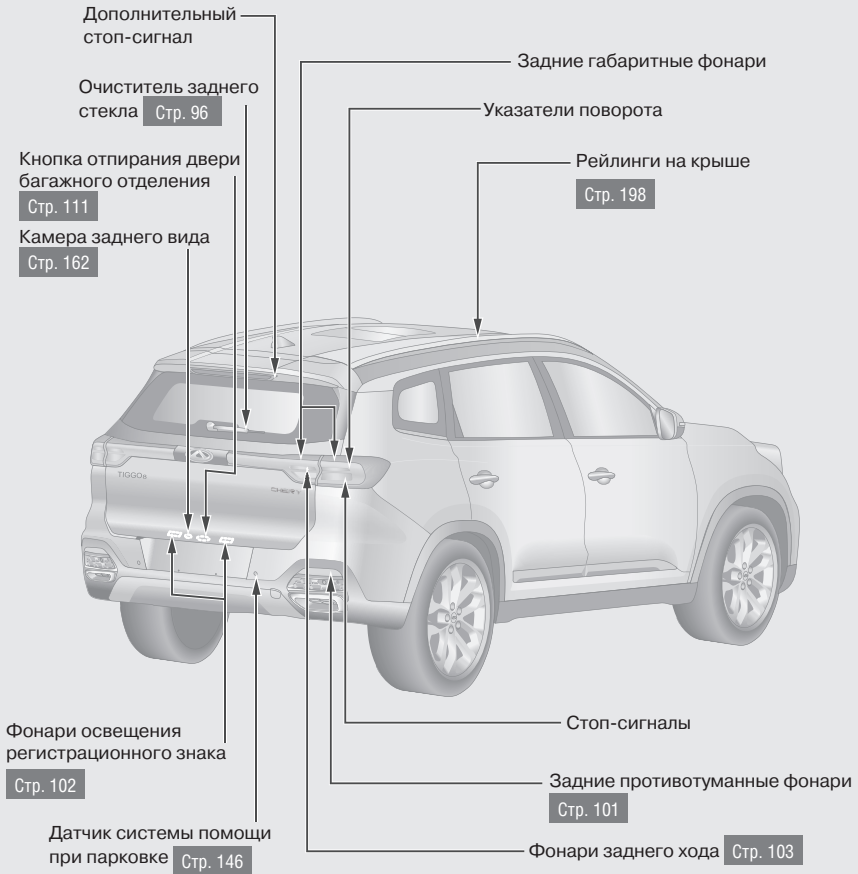 Дополнительный
стоп-сигнал
Задние габаритные фонари
Очиститель заднего
стекла Стр. 96
Указатели поворота
Кнопка отпирания двери
багажного отделения
Стр. 111
Рейлинги на крыше
Стр. 198
Камера заднего вида
Стр. 162
TIGGO8
CHERY
Фонари освещения
регистрационного знака
Стр. 102
Стоп-сигналы
Задние противотуманные фонари
Стр. 101
Датчик системы помощи
при парковке Стр. 146
Фонари заднего хода Стр. 103